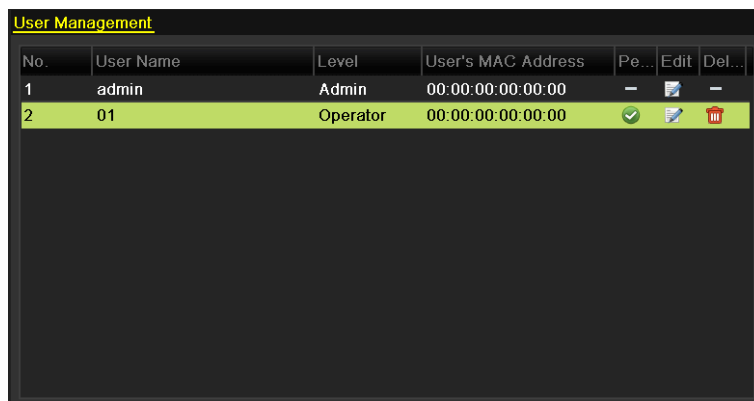 User Management
No. User Name Level User's MAC Address Pe... Edit Del...
1 admin Admin 00:00:00:00:00:00 –
2 01 Operator 00:00:00:00:00:00